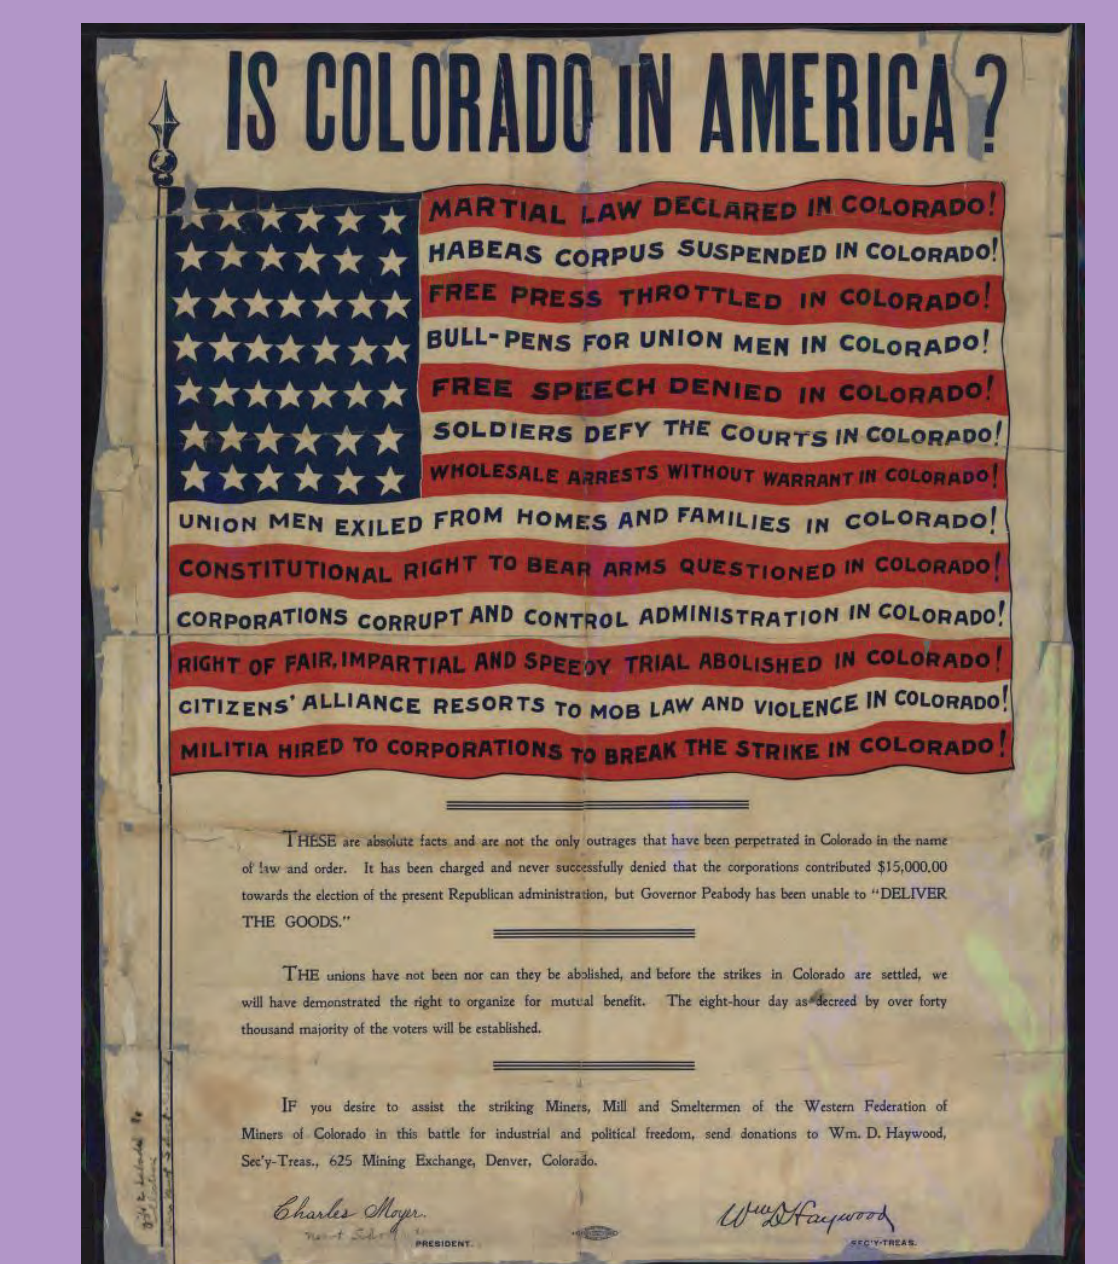 IS COLORADO IN AMERICA?
MARTIAL LAW DECLARED IN COLORADO!
HABEAS CORPUS SUSPENDED IN COLORADO!
FREE PRESS THROTTLED IN COLORADO!
BULL-PENS FOR UNION MEN IN COLORADO!
FREE SPEECH DENIED IN COLORADO!
SOLDIERS DEFY THE COURTS IN COLORADO!
WHOLESALE ARRESTS WITHOUT WARRANT IN COLORADO!
UNION MEN EXILED FROM HOMES AND FAMILIES IN COLORADO!
CONSTITUTIONAL RIGHT TO BEAR ARMS QUESTIONED IN COLORADO!
CORPORATIONS CORRUPT AND CONTROL ADMINISTRATION IN COLORADO!
RIGHT OF FAIR, IMPARTIAL AND SPEEDY TRIAL ABOLISHED IN COLORADO!
CITIZENS' ALLIANCE RESORTS TO MOB LAW AND VIOLENCE IN COLORADO!
MILITIA HIRED TO CORPORATIONS TO BREAK THE STRIKE IN COLORADO!
THESE are absolute facts and are not the only outrages that have been perpetrated in Colorado in the name
of law and order. It has been charged and never successfully denied that the corporations contributed $15,000.00
towards the election of the present Republican administration, but Governor Peabody has been unable to "DELIVER
THE GOODS."
THE unions have not been nor can they be abolished, and before the strikes in Colorado are settled, we
will have demonstrated the right to organize for mutual benefit. The eight-hour day as decreed by over forty
thousand majority of the voters will be established.
IF you desire to assist the striking Miners, Mill and Smeltermen of the Western Federation of
Miners of Colorado in this battle for industrial and political freedom, send donations to Wm. D. Haywood,
Sec'y-Treas., 625 Mining Exchange, Denver, Colorado.
Charles Moyer.
PRESIDENT.
Wm D Haywood
SEC'Y-TREAS.